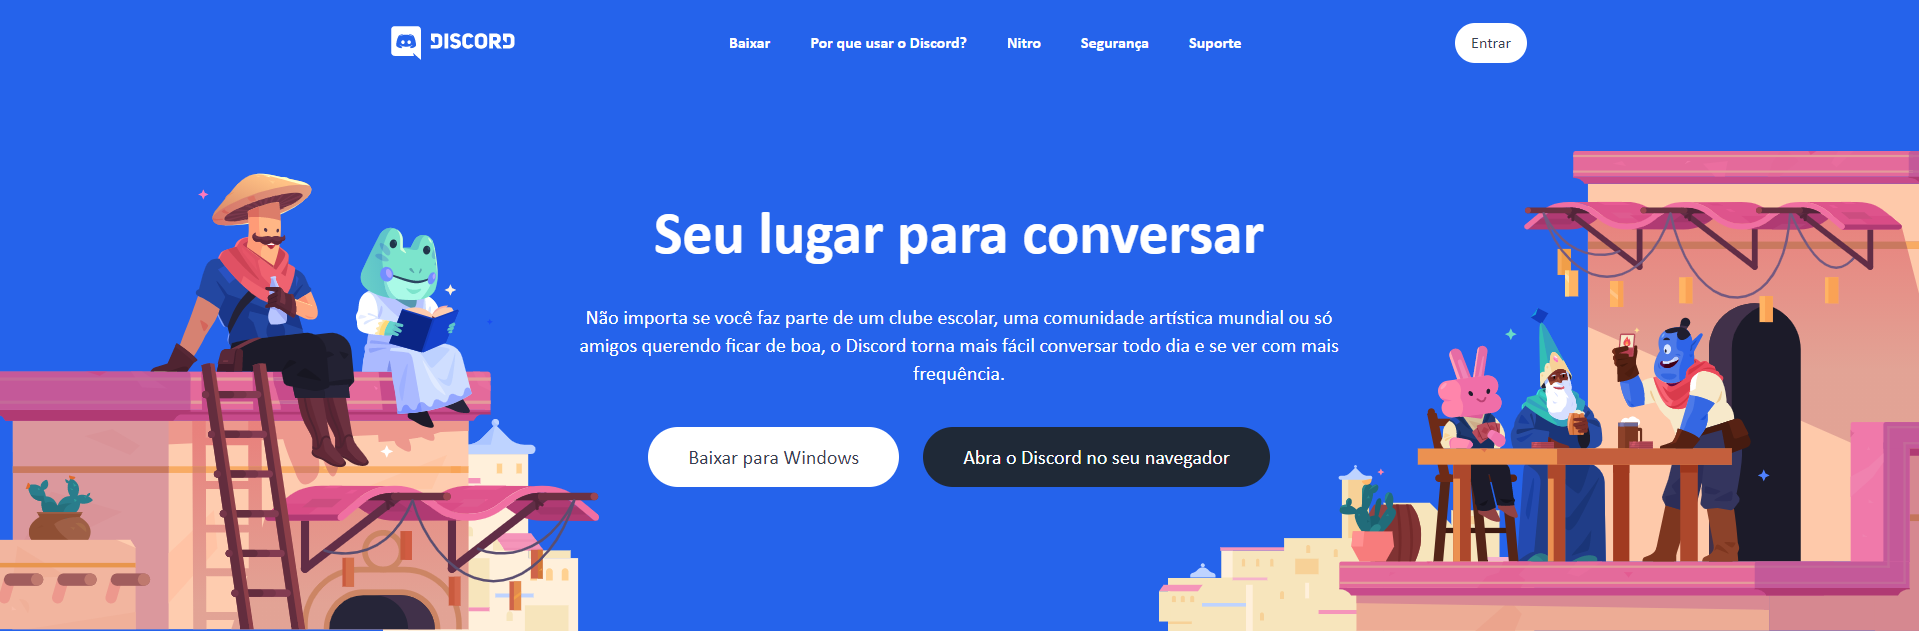 DISCORD
Baixar
Por que usar o Discord?
Nitro
Segurança
Suporte
Entrar
Seu lugar para conversar
Não importa se você faz parte de um clube escolar, uma comunidade artística mundial ou só
amigos querendo ficar de boa, o Discord torna mais fácil conversar todo dia e se ver com mais
frequência.
Baixar para Windows
Abra o Discord no seu navegador